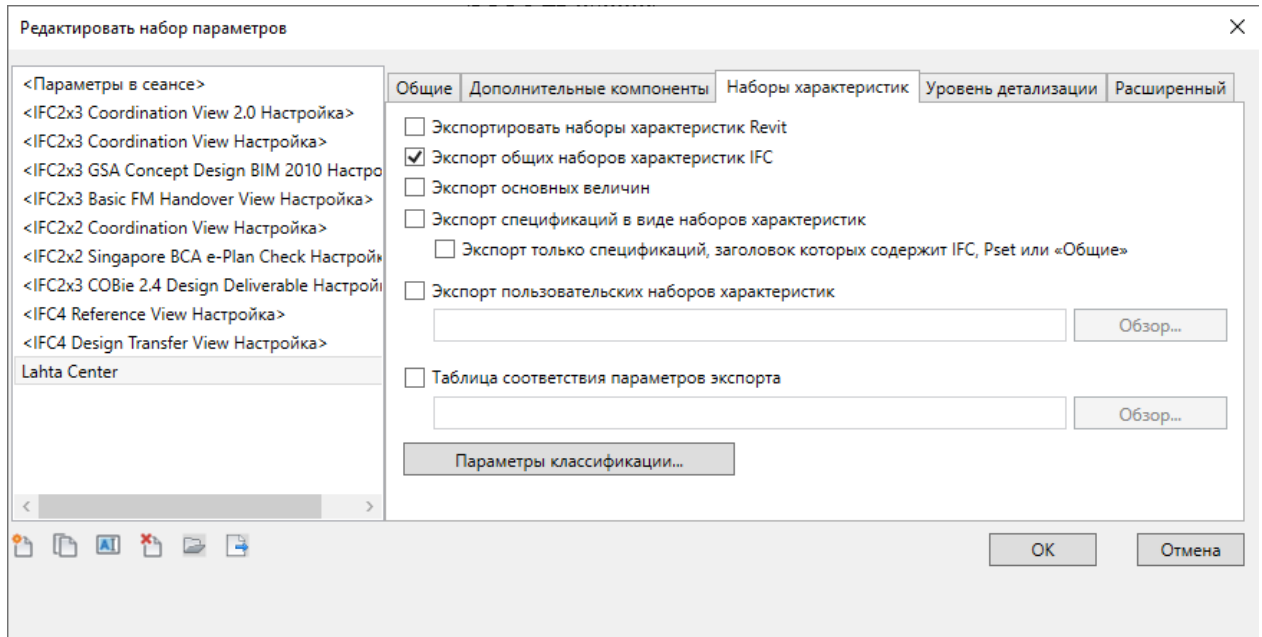 Редактировать набор параметров
<Параметры в сеансе>
<IFC2x3 Coordination View 2.0 Настройка>
<IFC2x3 Coordination View Настройка>
<IFC2x3 GSA Concept Design BIM 2010 Настро
<IFC2x3 Basic FM Handover View Настройка>
<IFC2x2 Coordination View Настройка>
<IFC2x2 Singapore BCA e-Plan Check Настройк
<IFC2x3 COBie 2.4 Design Deliverable Настрой
<IFC4 Reference View Настройка>
<IFC4 Design Transfer View Настройка>
Lahta Center
Общие Дополнительные компоненты Наборы характеристик Уровень детализации Расширенный
Экспортировать наборы характеристик Revit
Экспорт общих наборов характеристик IFC
Экспорт основных величин
Экспорт спецификаций в виде наборов характеристик
Экспорт только спецификаций, заголовок которых содержит IFC, Pset или «Общие»
Экспорт пользовательских наборов характеристик
Обзор...
Таблица соответствия параметров экспорта
Обзор...
Параметры классификации...
OK Отмена